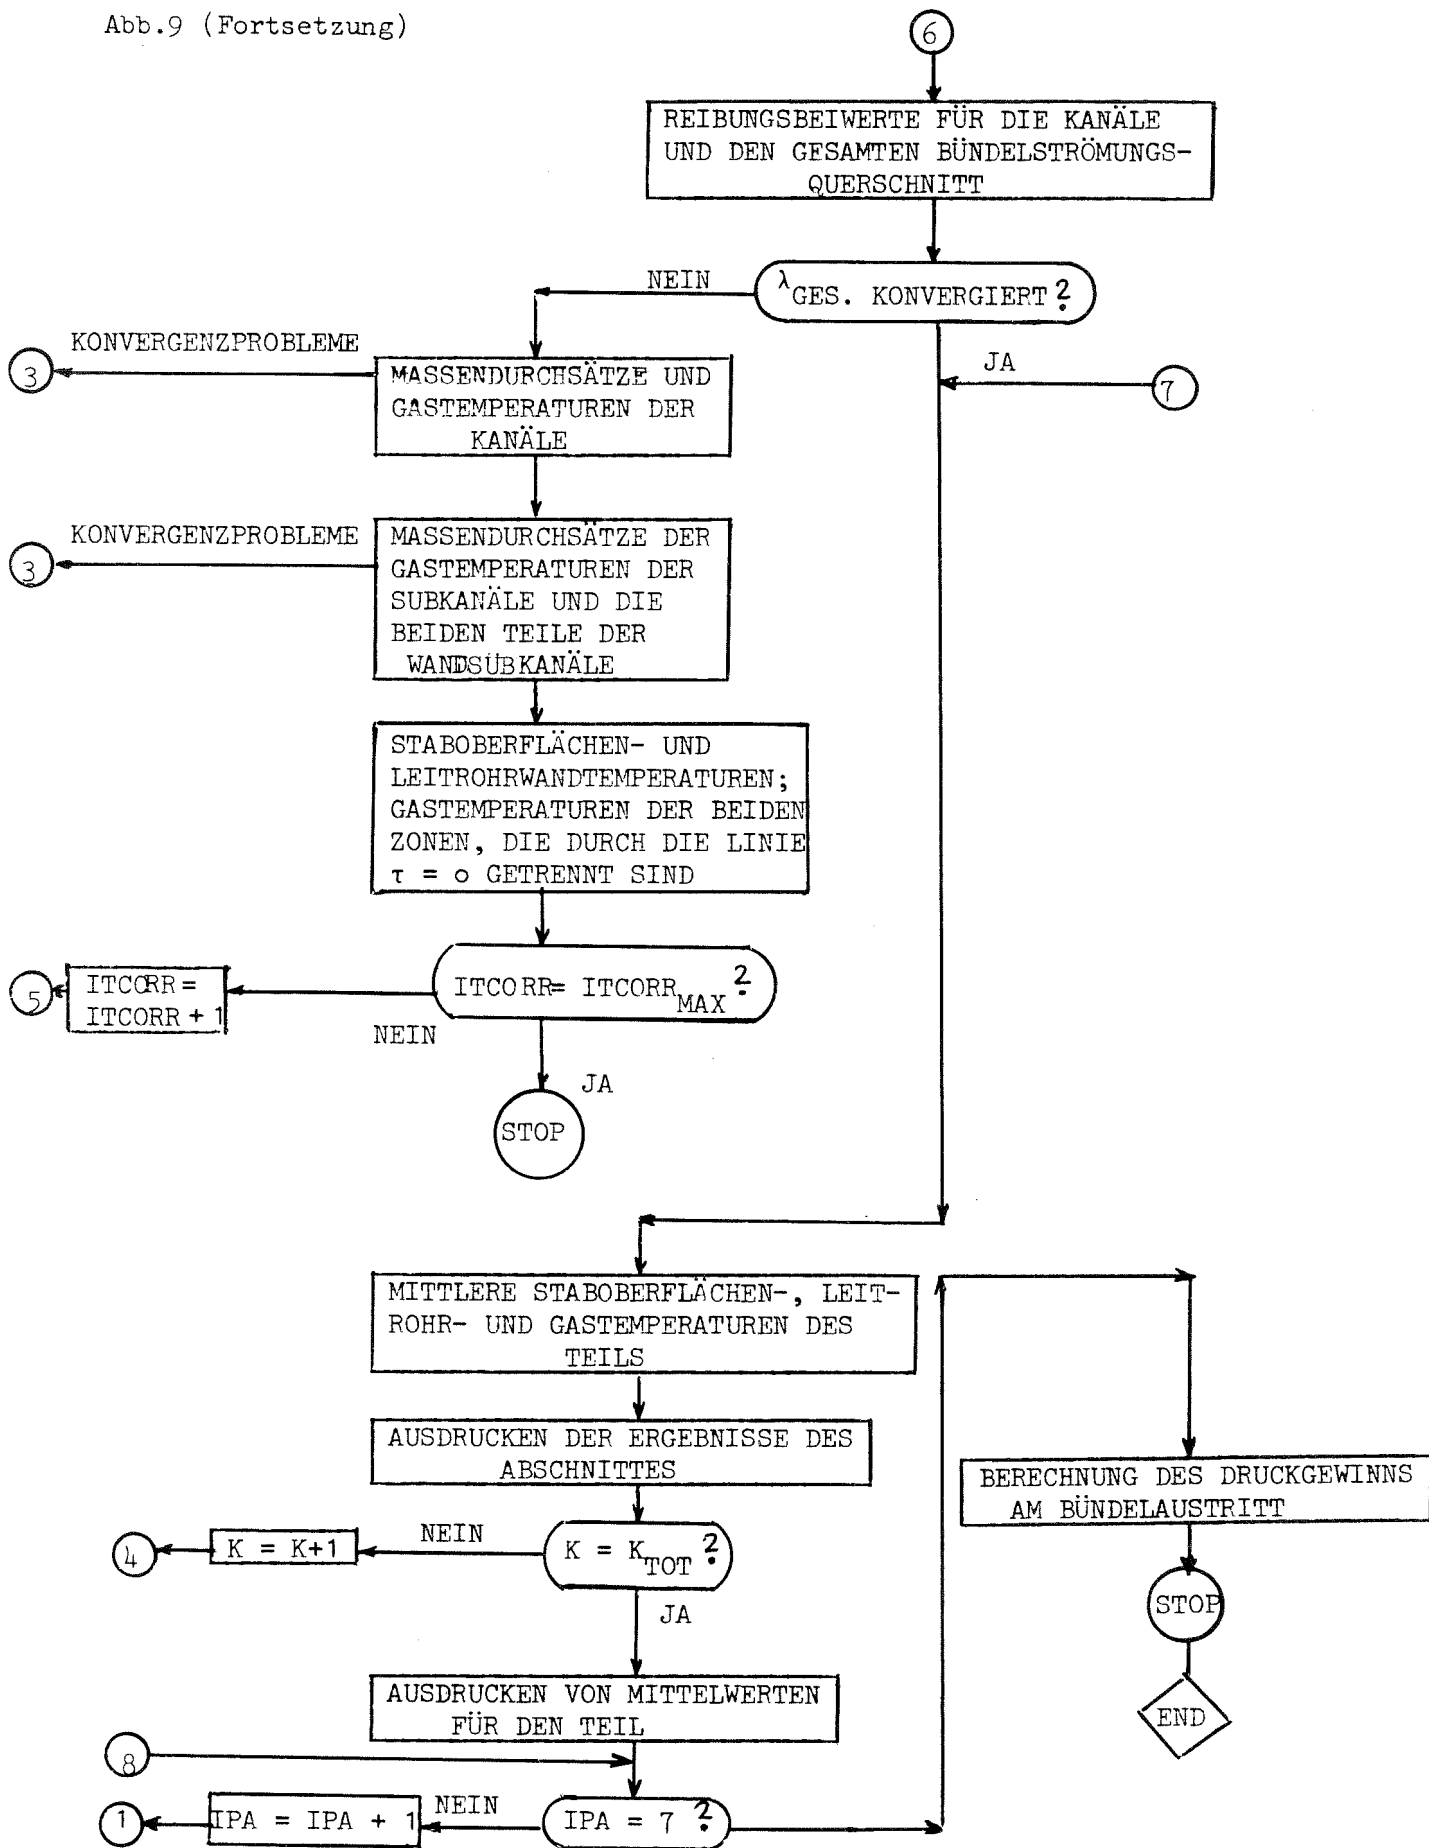 Abb.9 (Fortsetzung)
6
REIBUNGSBEIWERTE FÜR DIE KANÄLE
UND DEN GESAMTEN BÜNDELSTRÖMUNGS-
QUERSCHNITT
NEIN
λGES. KONVERGIERT ?
KONVERGENZPROBLEME
3
MASSENDURCHSÄTZE UND
GASTEMPERATUREN DER
KANÄLE
JA
7
KONVERGENZPROBLEME
3
MASSENDURCHSÄTZE DER
GASTEMPERATUREN DER
SUBKANÄLE UND DIE
BEIDEN TEILE DER
WANDSUBKANÄLE
STABOBERFLÄCHEN- UND
LEITROHRWANDTEMPERATUREN;
GASTEMPERATUREN DER BEIDEN
ZONEN, DIE DURCH DIE LINIE
τ = o GETRENNT SIND
5
ITCORR=
ITCORR + 1
NEIN
ITCORR= ITCORRMAX ?
JA
STOP
MITTLERE STABOBERFLÄCHEN-, LEIT-
ROHR- UND GASTEMPERATUREN DES
TEILS
AUSDRUCKEN DER ERGEBNISSE DES
ABSCHNITTES
BERECHNUNG DES DRUCKGEWINNS
AM BÜNDELAUSTRITT
4
K = K+1
NEIN
K = KTOT ?
JA
STOP
AUSDRUCKEN VON MITTELWERTEN
FÜR DEN TEIL
END
8
1
IPA = IPA + 1
NEIN
IPA = 7 ?